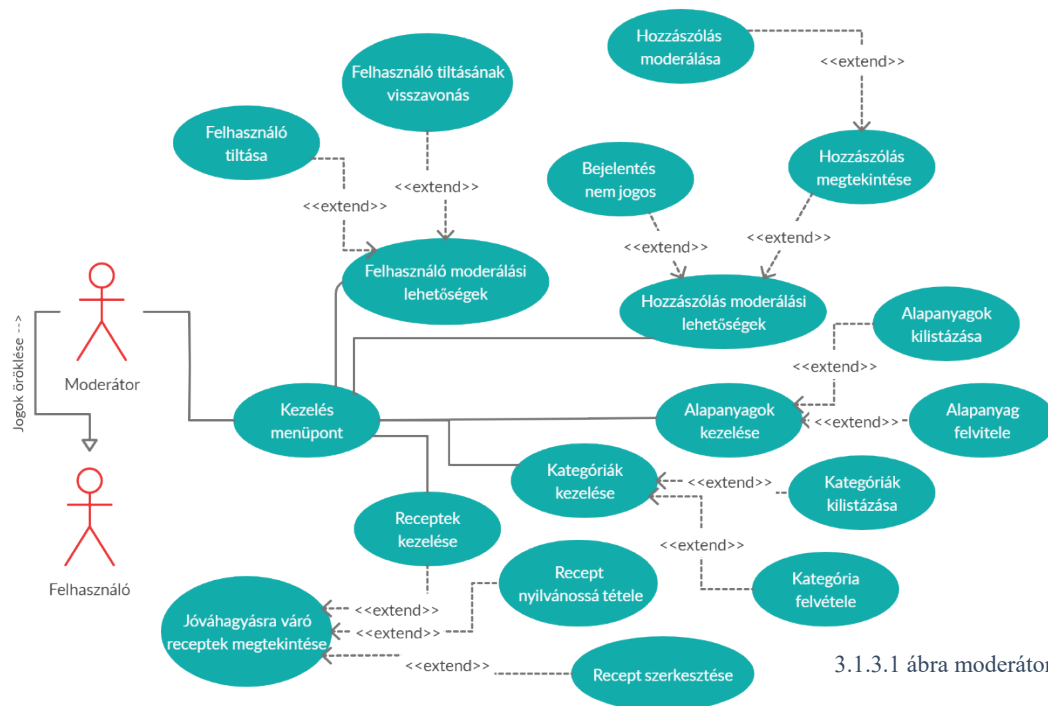 Hozzászólás
moderálása
<<extend>>
Felhasználó tiltásának
visszavonás
Felhasználó
tiltása
<<extend>>
<<extend>>
Bejelentés
nem jogos
Hozzászólás
megtekintése
<<extend>>
<<extend>>
Felhasználó moderálási
lehetőségek
Hozzászólás moderálási
lehetőségek
Alapanyagok
kilistázása
<<extend>>
Jogok öröklése -->
Moderátor
Kezelés
menüpont
Alapanyagok
kezelése
<<extend>>
Alapanyag
felvitele
Kategóriák
kezelése
<<extend>>
Kategóriák
kilistázása
Receptek
kezelése
<<extend>>
Felhasználó
Recept
nyilvánossá tétele
Kategória
felvétele
Jóváhagyásra váró
receptek megtekintése
<<extend>>
<<extend>>
<<extend>>
Recept szerkesztése
3.1.3.1 ábra moderátor